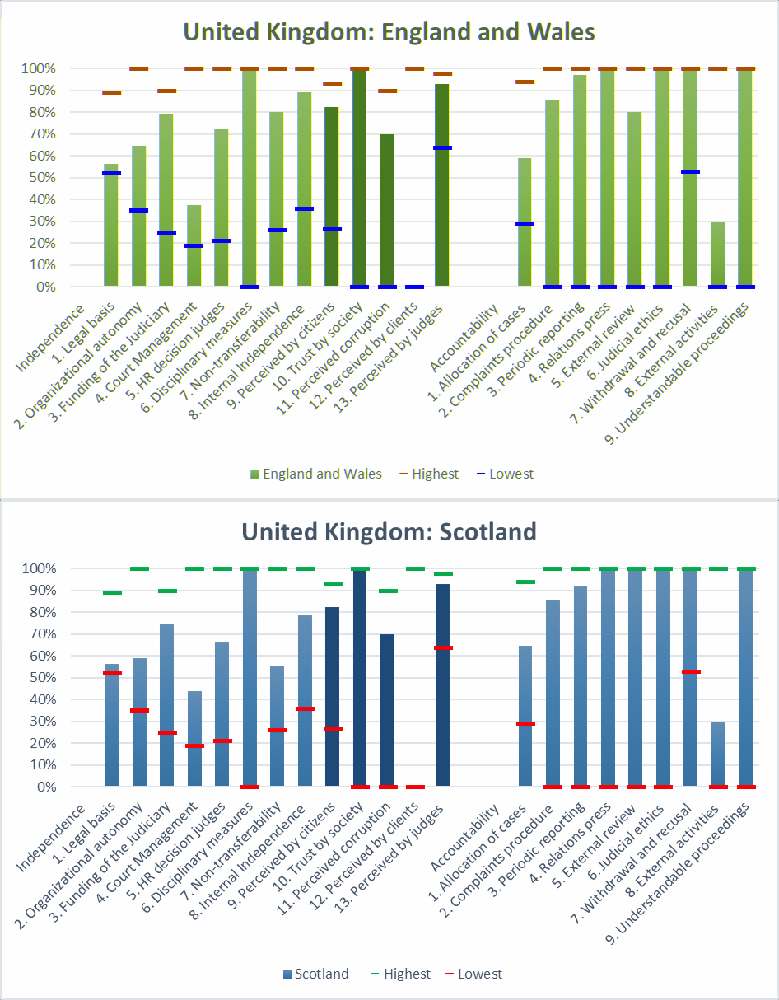 United Kingdom: England and Wales
100%
90%
80%
70%
60%
50%
40%
30%
20%
10%
0%
Independence
1. Legal basis
2. Organizational autonomy
3. Funding of the Judiciary
4. Court Management
5. HR decision judges
6. Disciplinary measures
7. Non-transferability
8. Internal Independence
9. Perceived by citizens
10. Trust by society
11. Perceived corruption
12. Perceived by clients
13. Perceived by judges
Accountability
1. Allocation of cases
2. Complaints procedure
3. Periodic reporting
4. Relations press
5. External review
6. Judicial ethics
7. Withdrawal and recusal
8. External activities
9. Understandable proceedings
England and Wales Highest Lowest
United Kingdom: Scotland
100%
90%
80%
70%
60%
50%
40%
30%
20%
10%
0%
Independence
1. Legal basis
2. Organizational autonomy
3. Funding of the Judiciary
4. Court Management
5. HR decision judges
6. Disciplinary measures
7. Non-transferability
8. Internal Independence
9. Perceived by citizens
10. Trust by society
11. Perceived corruption
12. Perceived by clients
13. Perceived by judges
Accountability
1. Allocation of cases
2. Complaints procedure
3. Periodic reporting
4. Relations press
5. External review
6. Judicial ethics
7. Withdrawal and recusal
8. External activities
9. Understandable proceedings
Scotland Highest Lowest